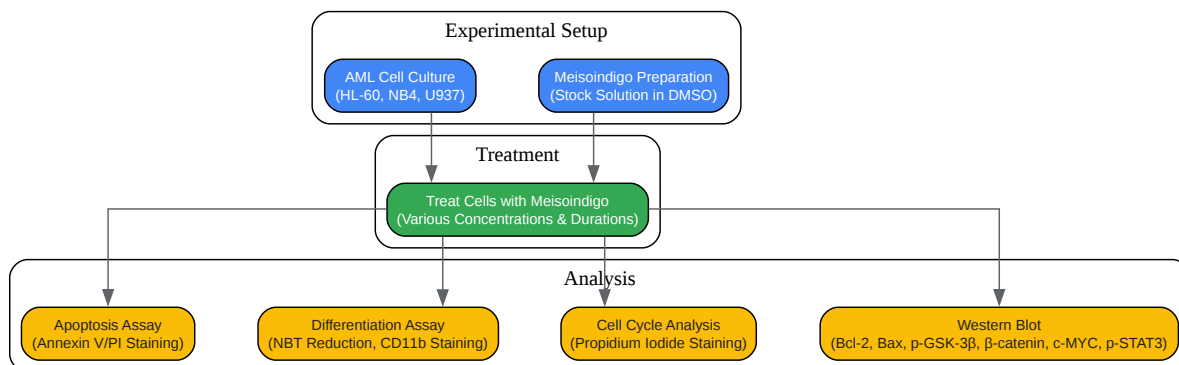 Experimental Setup
AML Cell Culture
(HL-60, NB4, U937)
Meisoindigo Preparation
(Stock Solution in DMSO)
Treatment
Treat Cells with Meisoindigo
(Various Concentrations & Durations)
Analysis
Apoptosis Assay
(Annexin V/PI Staining)
Differentiation Assay
(NBT Reduction, CD11b Staining)
Cell Cycle Analysis
(Propidium Iodide Staining)
Western Blot
(Bcl-2, Bax, p-GSK-3β, β-catenin, c-MYC, p-STAT3)